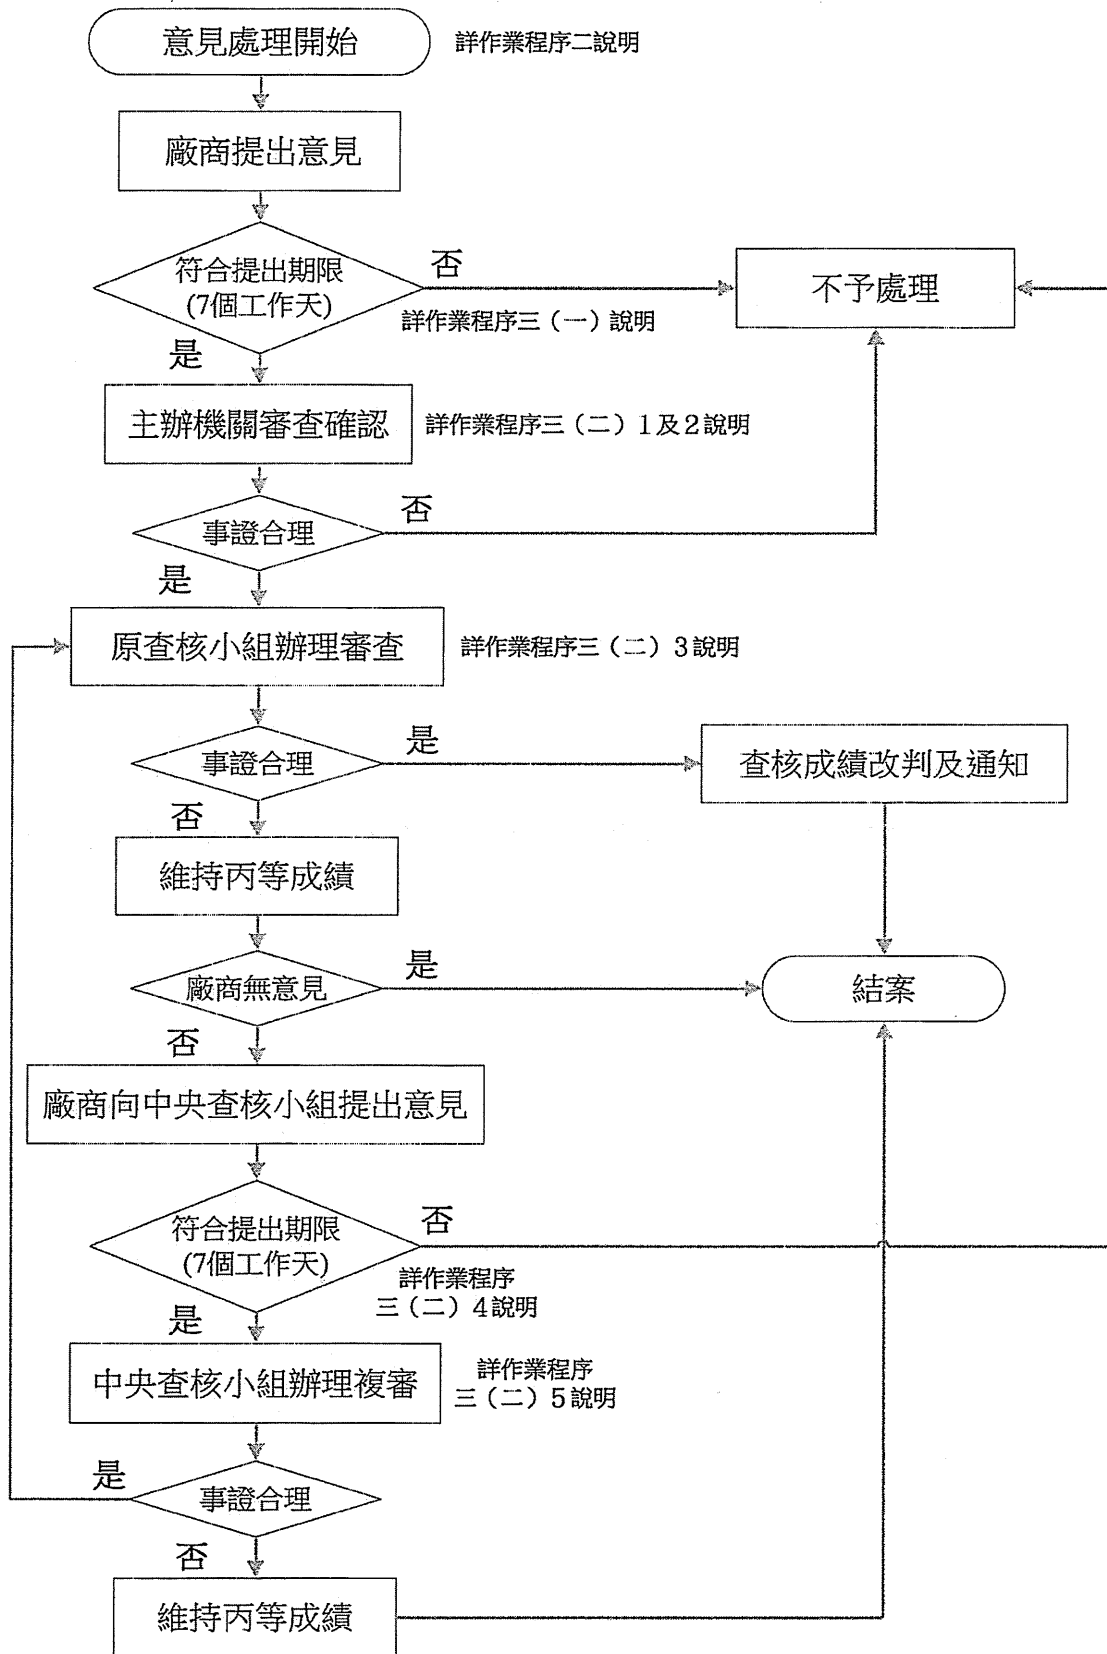 意見處理開始
詳作業程序二說明
廠商提出意見
符合提出期限
(7個工作天)
否
不予處理
詳作業程序三（一）說明
是
主辦機關審查確認
詳作業程序三（二）1及2說明
事證合理
否
是
原查核小組辦理審查
詳作業程序三（二）3說明
事證合理
是
查核成績改判及通知
否
維持丙等成績
廠商無意見
是
結案
否
廠商向中央查核小組提出意見
符合提出期限
(7個工作天)
否
詳作業程序
三（二）4說明
是
中央查核小組辦理複審
詳作業程序
三（二）5說明
是
事證合理
否
維持丙等成績